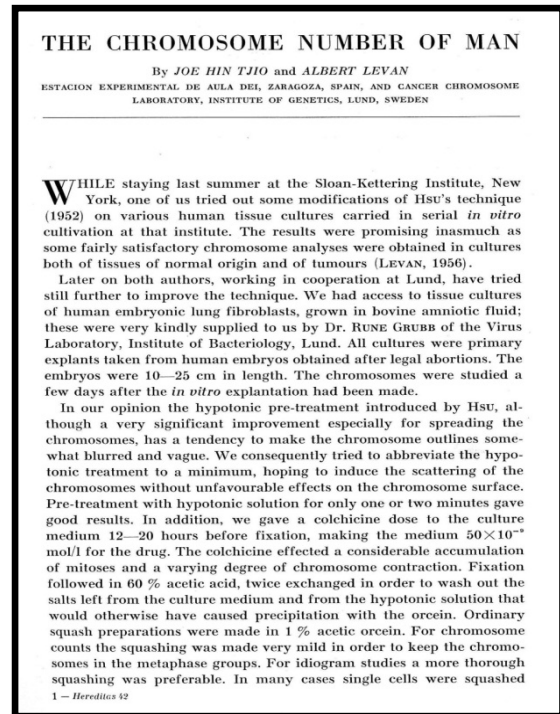 THE CHROMOSOME NUMBER OF MAN
By JOE HIN TJIO and ALBERT LEVAN
ESTACION EXPERIMENTAL DE AULA DEI, ZARAGOZA, SPAIN, AND CANCER CHROMOSOME
LABORATORY, INSTITUTE OF GENETICS, LUND, SWEDEN
WHILE staying last summer at the Sloan-Kettering Institute, New
York, one of us tried out some modifications of HSU's technique
(1952) on various human tissue cultures carried in serial in vitro
cultivation at that institute. The results were promising inasmuch as
some fairly satisfactory chromosome analyses were obtained in cultures
both of tissues of normal origin and of tumours (LEVAN, 1956).
Later on both authors, working in cooperation at Lund, have tried
still further to improve the technique. We had access to tissue cultures
of human embryonic lung fibroblasts, grown in bovine amniotic fluid;
these were very kindly supplied to us by Dr. RUNE GRUBB of the Virus
Laboratory, Institute of Bacteriology, Lund. All cultures were primary
explants taken from human embryos obtained after legal abortions. The
embryos were 10—25 cm in length. The chromosomes were studied a
few days after the in vitro explantation had been made.
In our opinion the hypotonic pre-treatment introduced by HSU, al-
though a very significant improvement especially for spreading the
chromosomes, has a tendency to make the chromosome outlines some-
what blurred and vague. We consequently tried to abbreviate the hypo-
tonic treatment to a minimum, hoping to induce the scattering of the
chromosomes without unfavourable effects on the chromosome surface.
Pre-treatment with hypotonic solution for only one or two minutes gave
good results. In addition, we gave a colchicine dose to the culture
medium 12—20 hours before fixation, making the medium
mol/l for the drug. The colchicine effected a considerable accumulation
of mitoses and a varying degree of chromosome contraction. Fixation
followed in 60 % acetic acid, twice exchanged in order to wash out the
salts left from the culture medium and from the hypotonic solution that
would otherwise have caused precipitation with the orcein. Ordinary
squash preparations were made in 1 % acetic orcein. For chromosome
counts the squashing was made very mild in order to keep the chromo-
somes in the metaphase groups. For idiogram studies a more thorough
squashing was preferable. In many cases single cells were squashed
1 — Hereditas 42